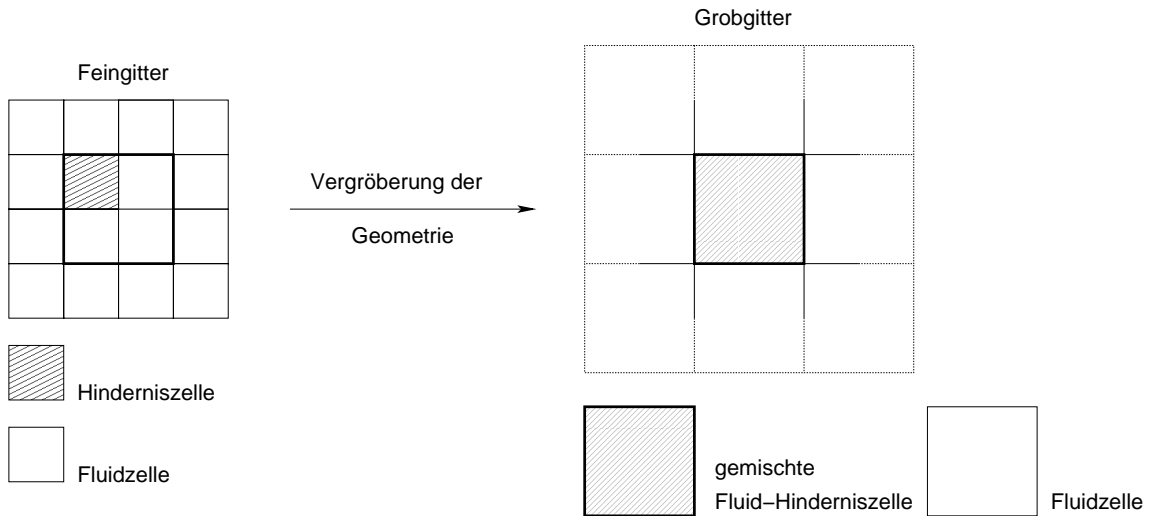 Grobgitter
Feingitter
Vergröberung der
Geometrie
Hinderniszelle
Fluidzelle
gemischte
Fluid−Hinderniszelle
Fluidzelle